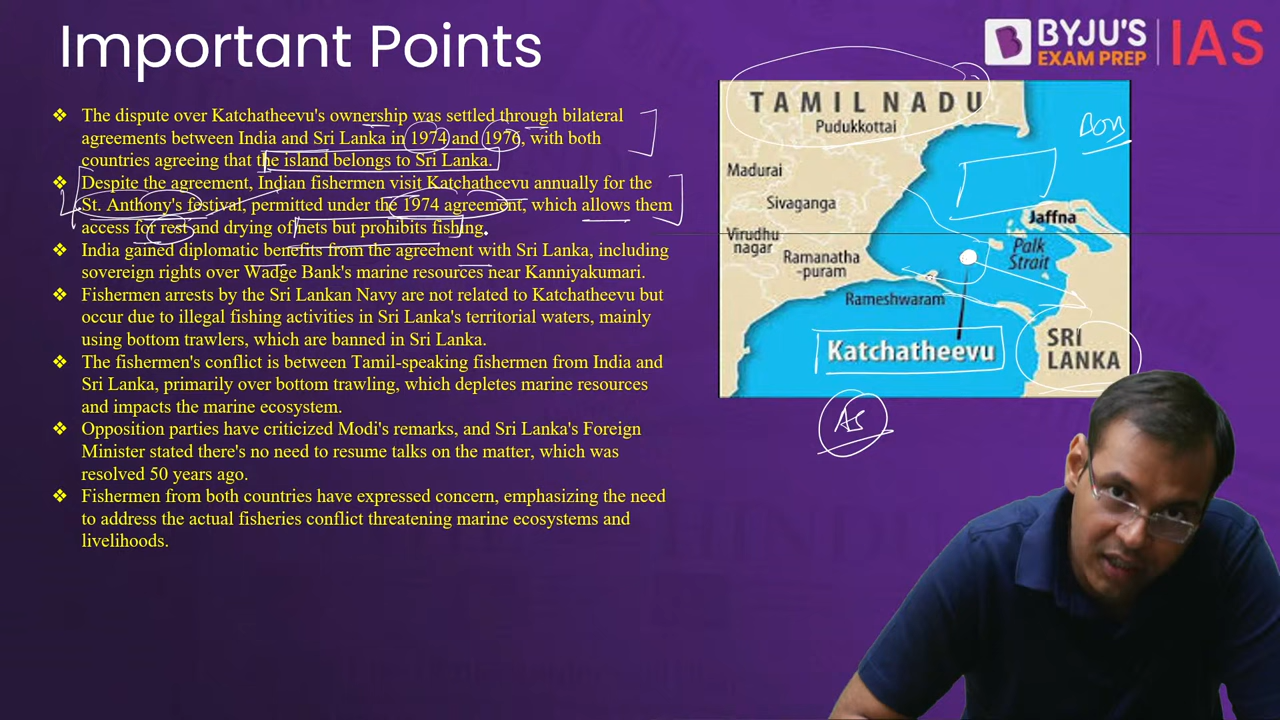 Important Points
BYJU'S
EXAM PREP
IAS
❖ The dispute over Katchatheevu's ownership was settled through bilateral
agreements between India and Sri Lanka in 1974 and 1976, with both
countries agreeing that the island belongs to Sri Lanka.
❖ Despite the agreement, Indian fishermen visit Katchatheevu annually for the
St. Anthony's festival, permitted under the 1974 agreement, which allows them
access for rest and drying of nets but prohibits fishing.
❖ India gained diplomatic benefits from the agreement with Sri Lanka, including
sovereign rights over Wadge Bank's marine resources near Kanniyakumari.
❖ Fishermen arrests by the Sri Lankan Navy are not related to Katchatheevu but
occur due to illegal fishing activities in Sri Lanka's territorial waters, mainly
using bottom trawlers, which are banned in Sri Lanka.
❖ The fishermen's conflict is between Tamil-speaking fishermen from India and
Sri Lanka, primarily over bottom trawling, which depletes marine resources
and impacts the marine ecosystem.
❖ Opposition parties have criticized Modi's remarks, and Sri Lanka's Foreign
Minister stated there's no need to resume talks on the matter, which was
resolved 50 years ago.
❖ Fishermen from both countries have expressed concern, emphasizing the need
to address the actual fisheries conflict threatening marine ecosystems and
livelihoods.
TAMIL NADU
Pudukkottai
Madurai
Sivaganga
Virudhu
nagar
Ramanatha
-puram
Rameshwaram
Jaffna
Palk
Strait
Katchatheevu
SRI
LANKA